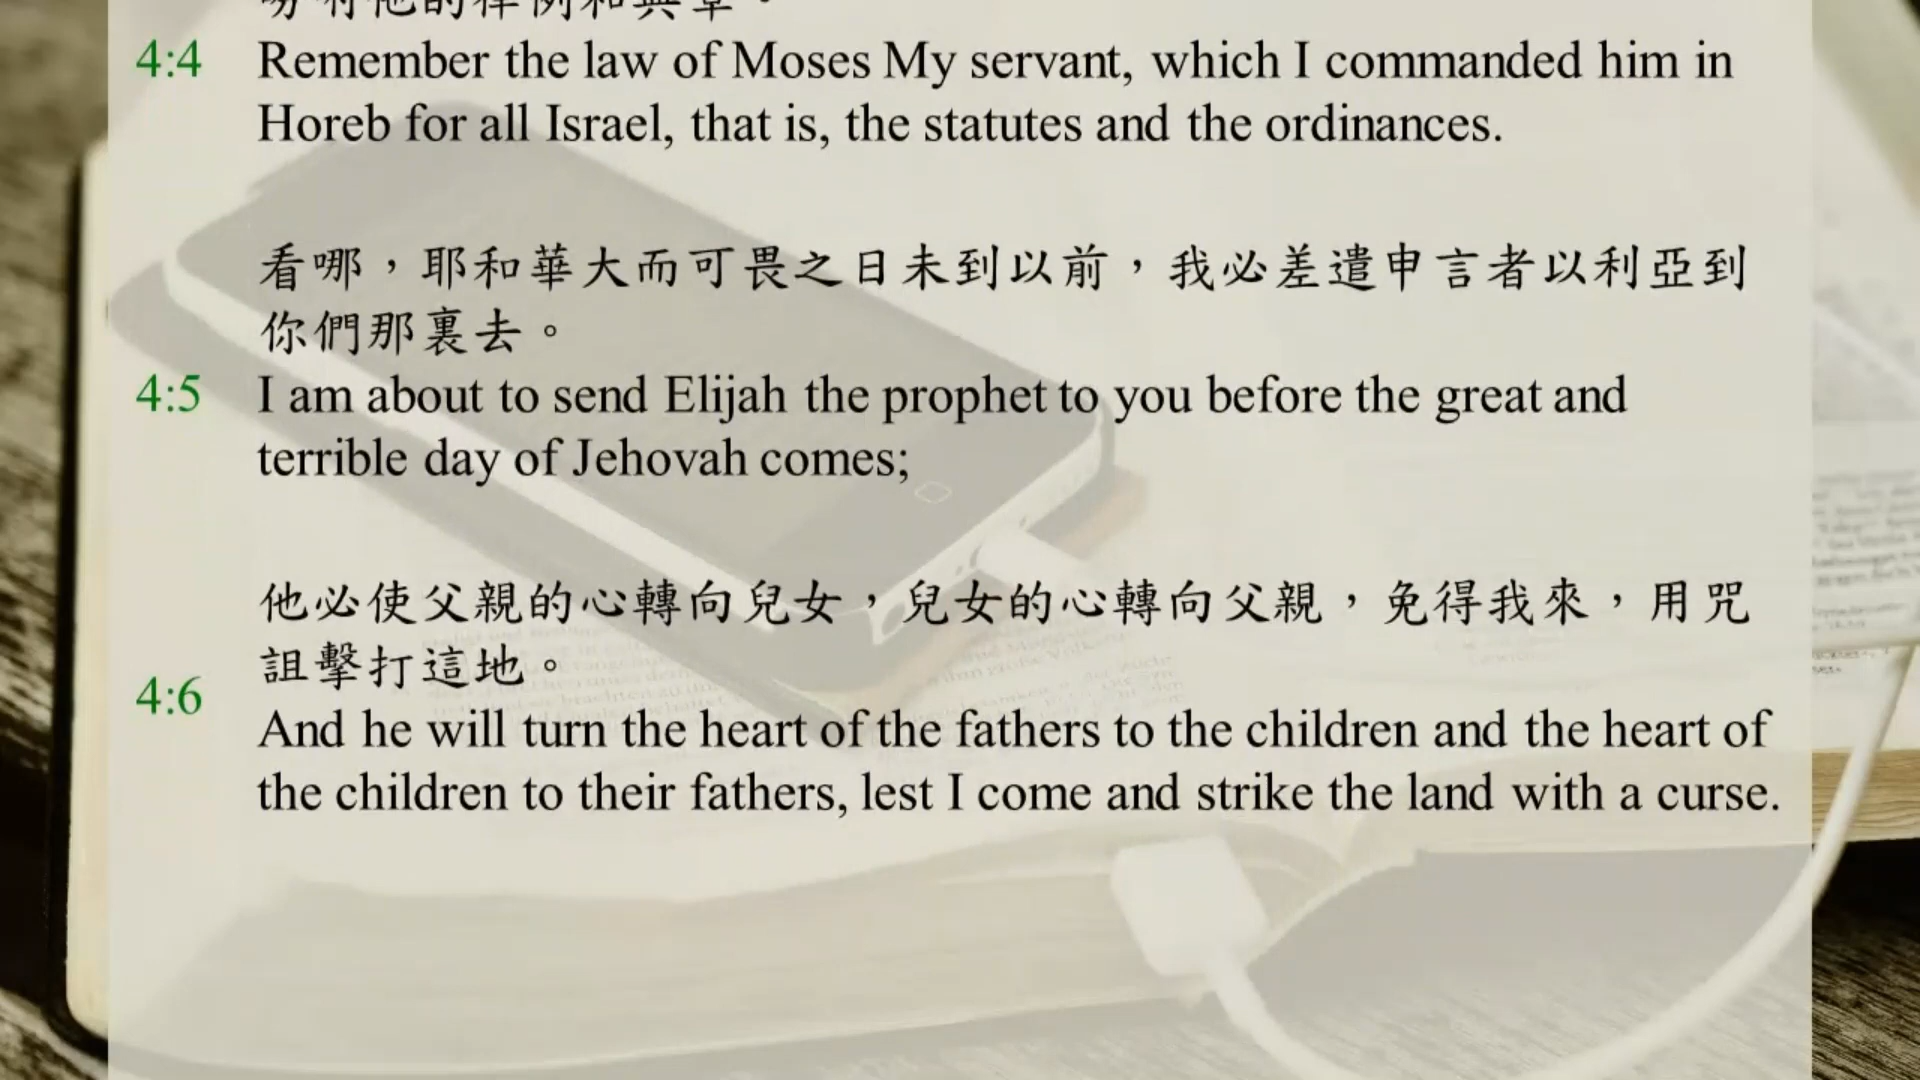 4:4 Remember the law of Moses My servant, which I commanded him in
Horeb for all Israel, that is, the statutes and the ordinances.
看哪，耶和華大而可畏之日未到以前，我必差遣申言者以利亞到
你們那裏去。
4:5 I am about to send Elijah the prophet to you before the great and
terrible day of Jehovah comes;
他必使父親的心轉向兒女，兒女的心轉向父親，免得我來，用咒
詛擊打這地。
4:6
And he will turn the heart of the fathers to the children and the heart of
the children to their fathers, lest I come and strike the land with a curse.